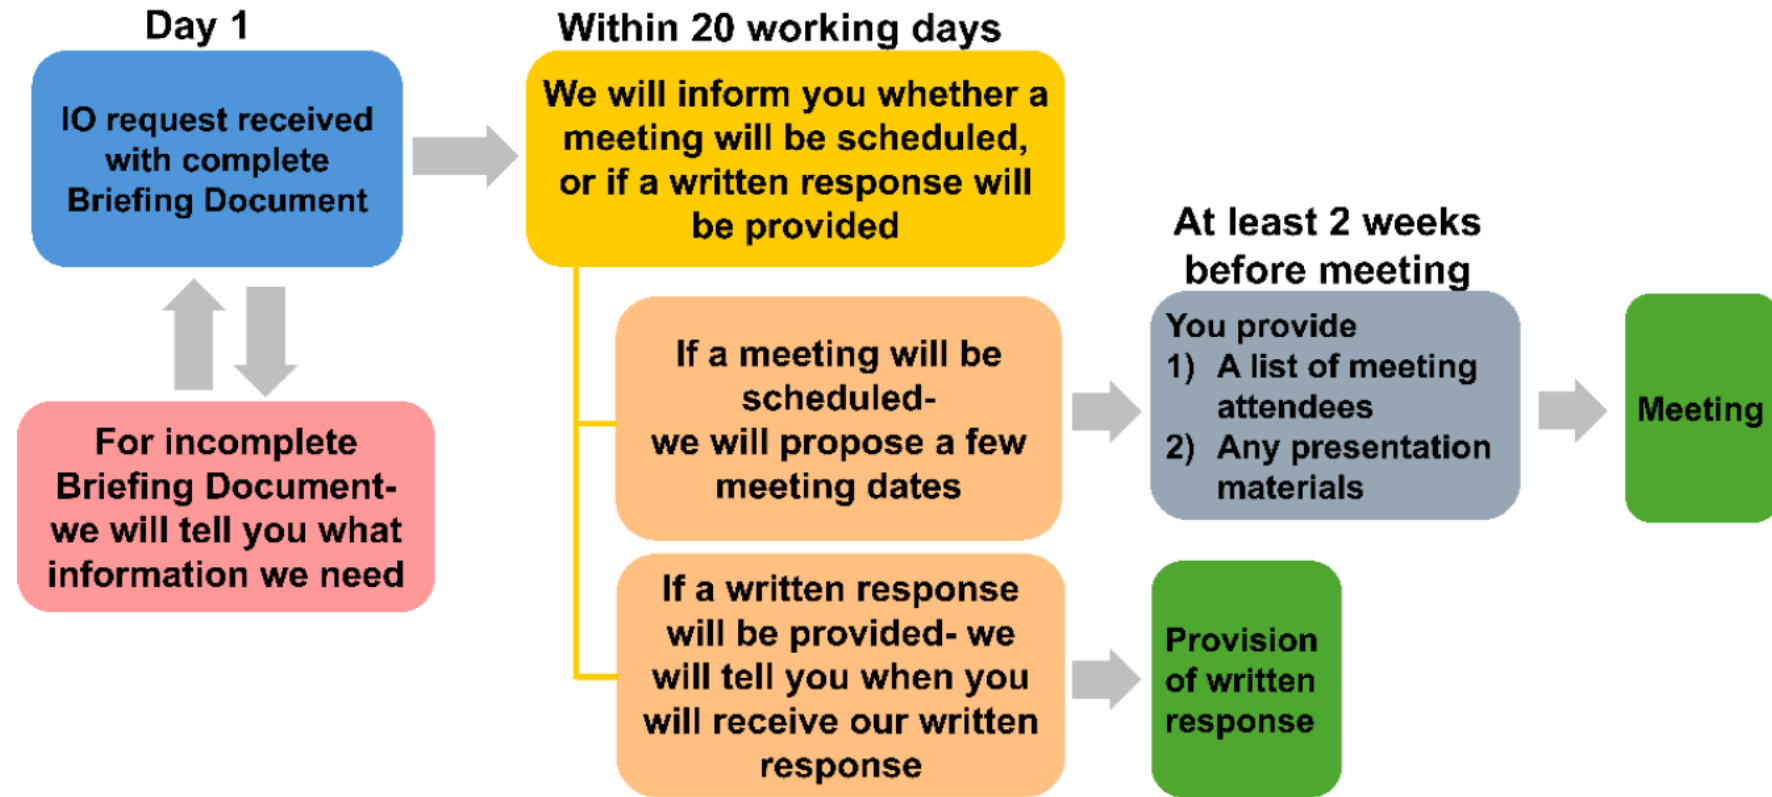 Day 1
IO request received
with complete
Briefing Document
For incomplete
Briefing Document-
we will tell you what
information we need
Within 20 working days
We will inform you whether a
meeting will be scheduled,
or if a written response will
be provided
If a meeting will be
scheduled-
we will propose a few
meeting dates
At least 2 weeks
before meeting
You provide
1) A list of meeting
attendees
2) Any presentation
materials
Meeting
If a written response
will be provided- we
will tell you when you
will receive our written
response
Provision
of written
response